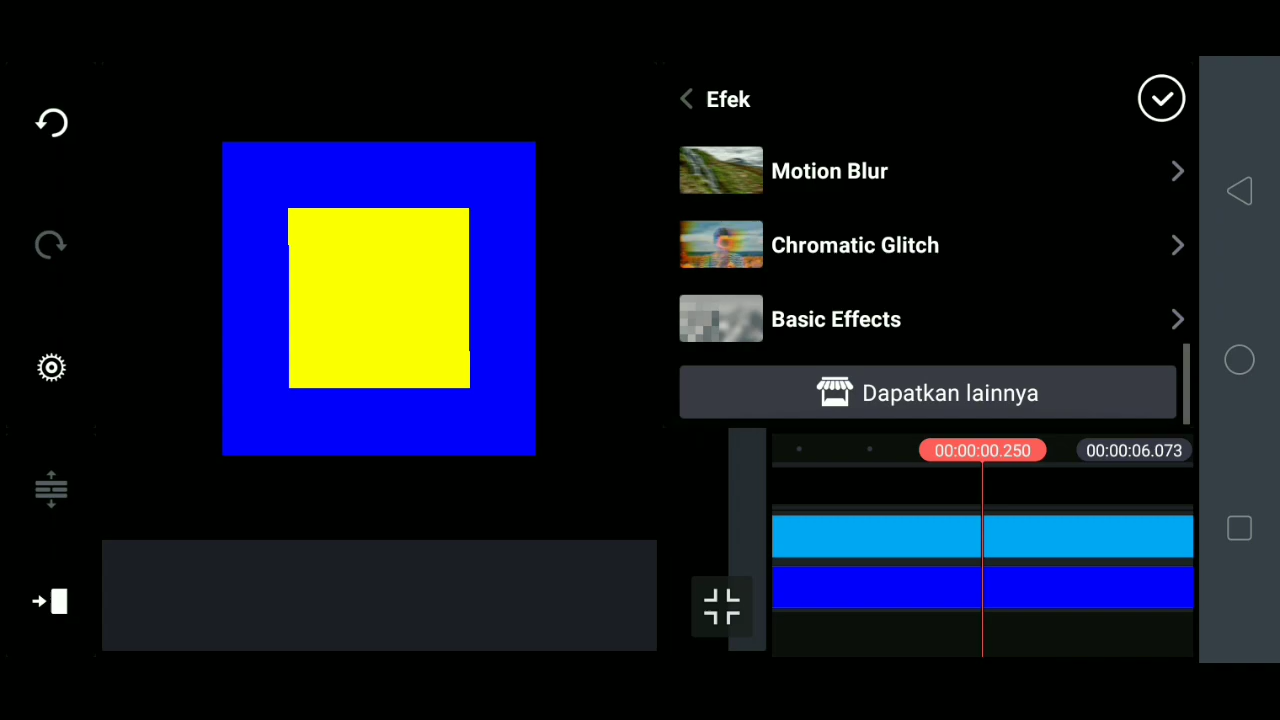 Efek
Motion Blur
Chromatic Glitch
Basic Effects
Dapatkan lainnya
00:00:00.250 00:00:06.073